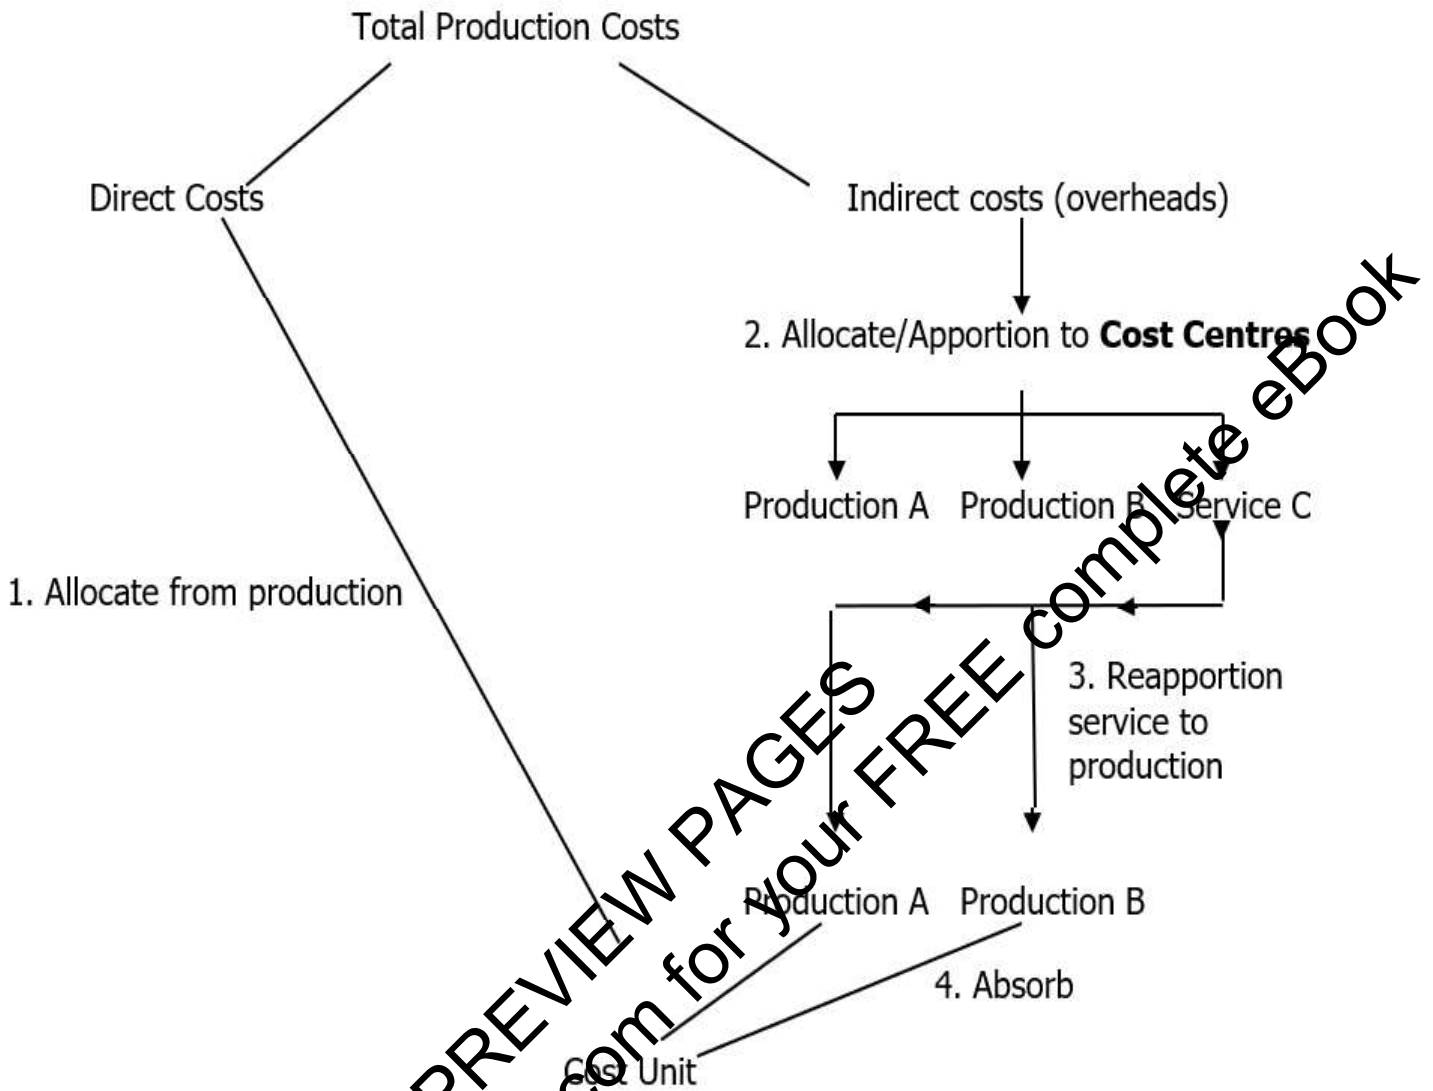 Total Production Costs
Direct Costs
Indirect costs (overheads)
2. Allocate/Apportion to Cost Centres
Production A
Production B
Service C
1. Allocate from production
3. Reapportion
service to
production
Production A
Production B
4. Absorb
Cost Unit
PREVIEW PAGES
com for your FREE complete eBook